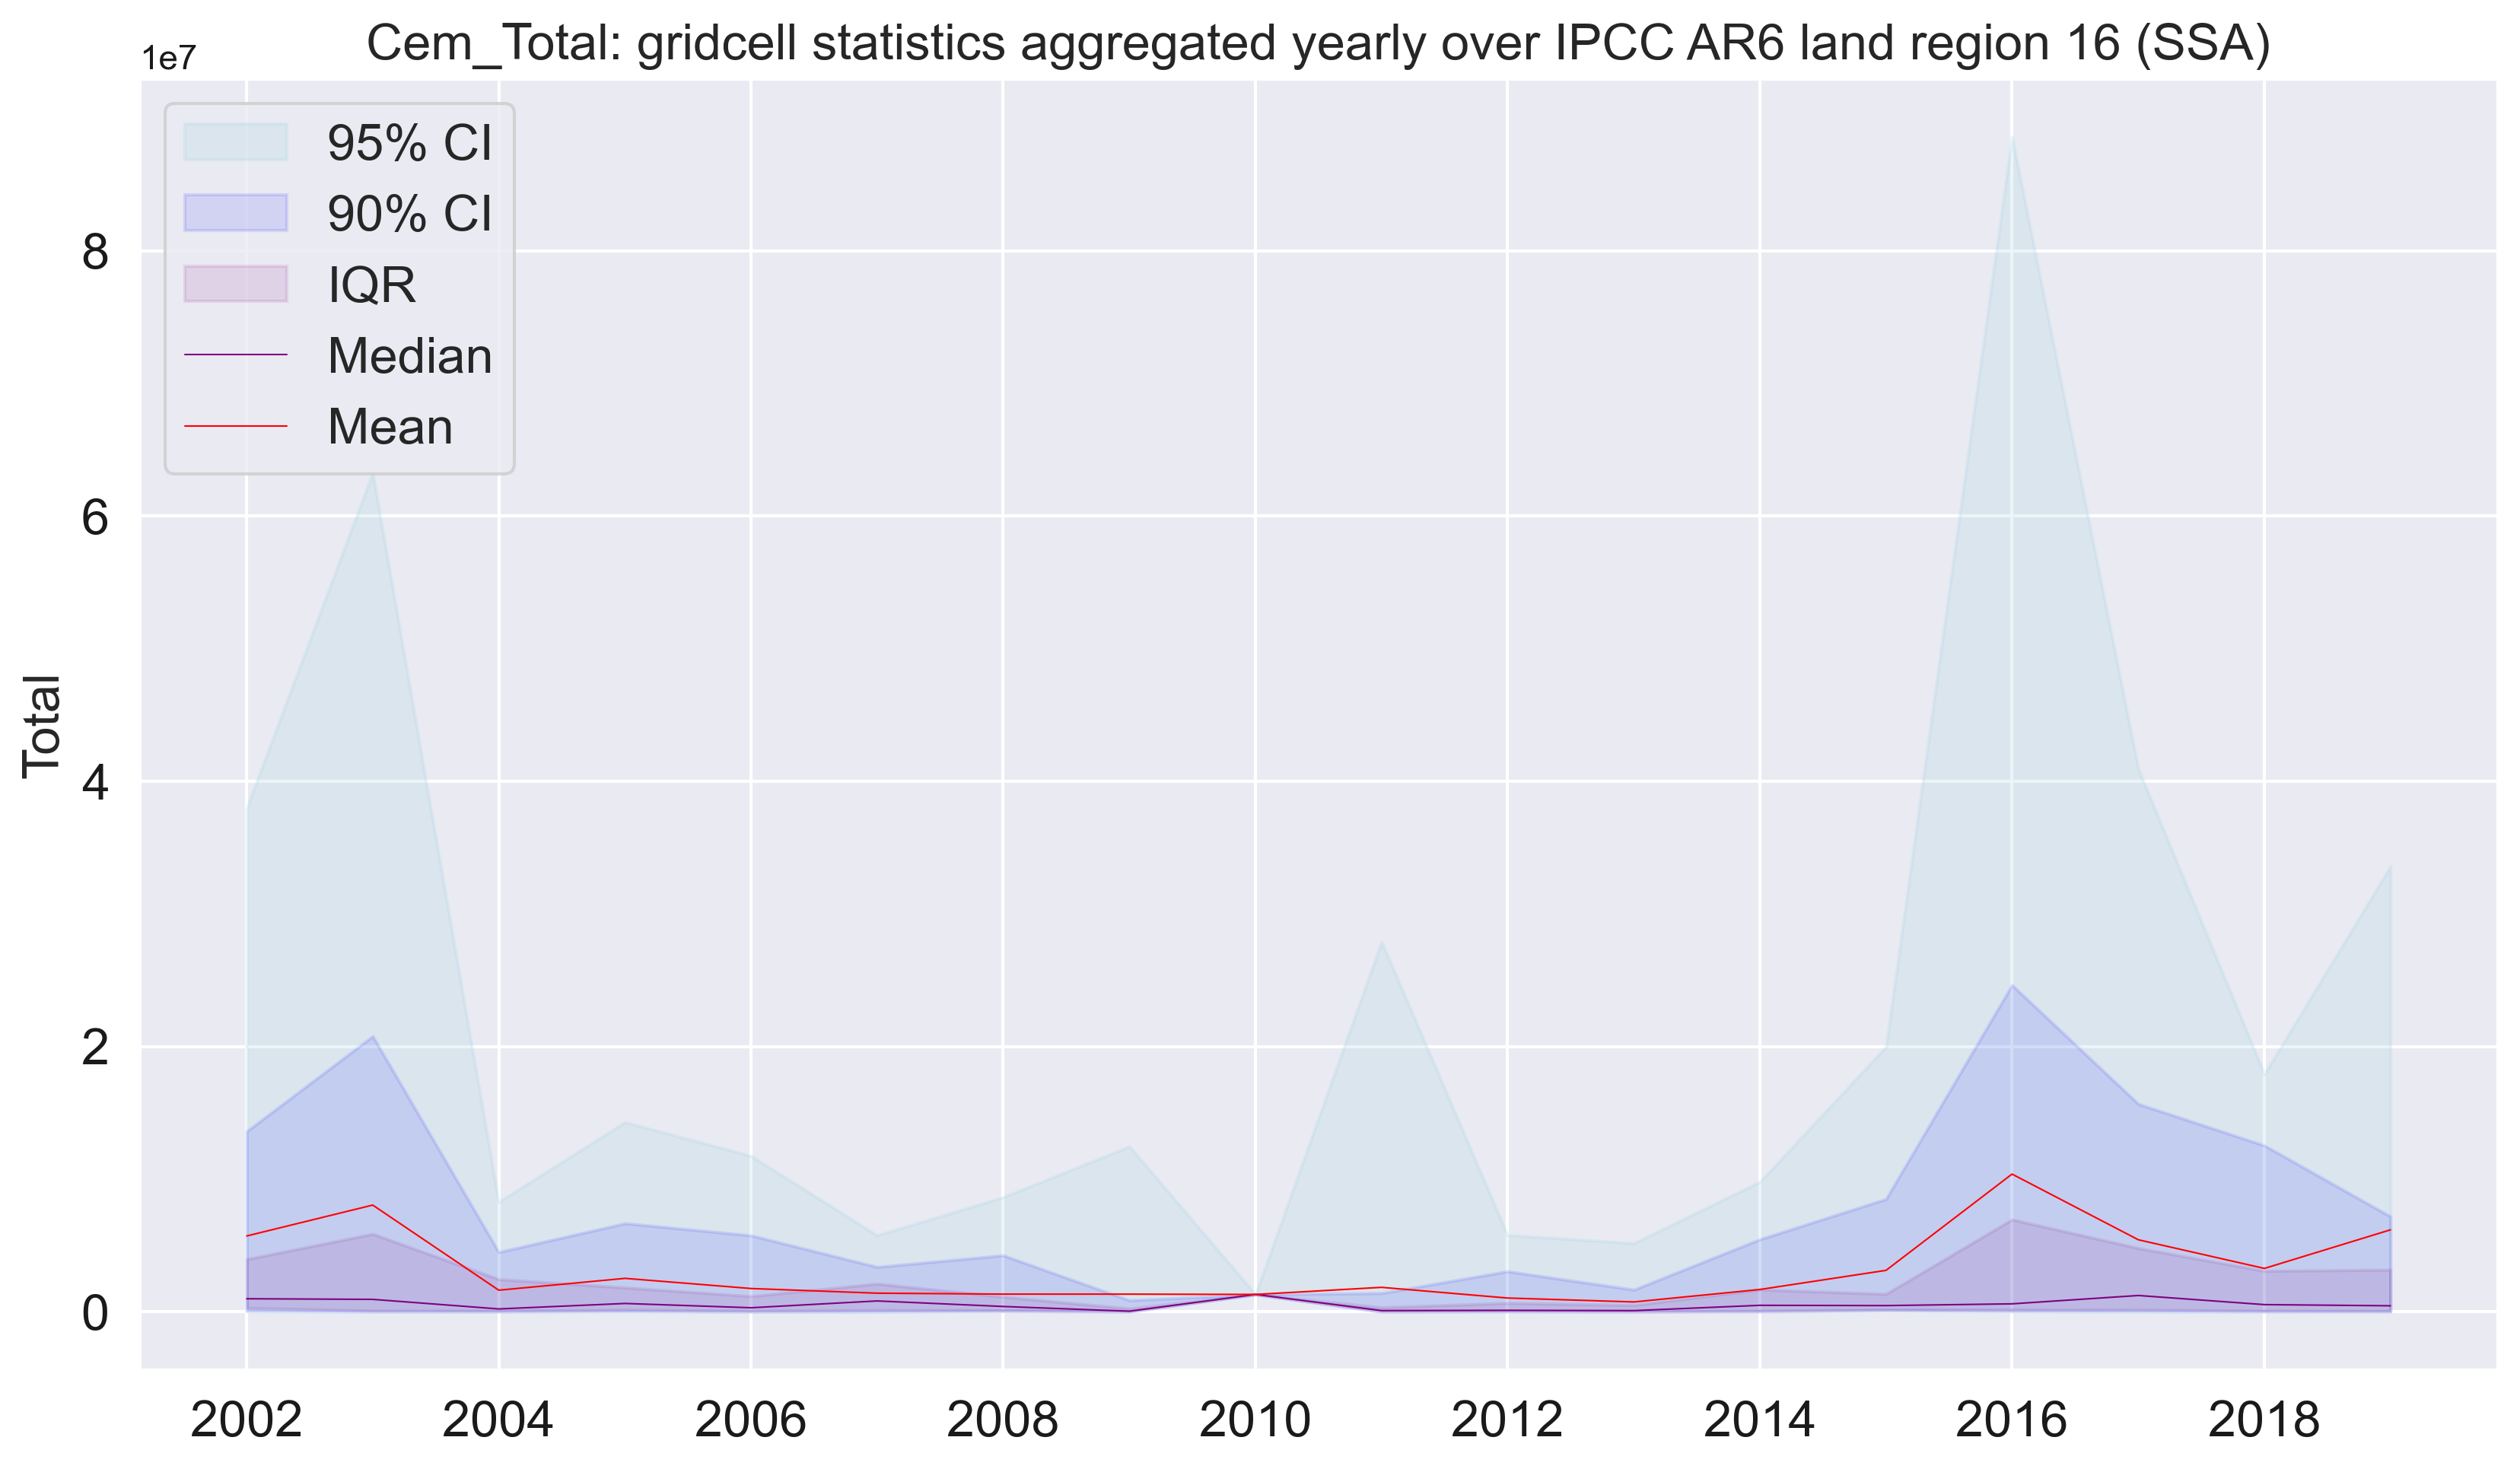 Cem_Total: gridcell statistics aggregated yearly over IPCC AR6 land region 16 (SSA)
1e7
95% CI
90% CI
IQR
Median
Mean
8
6
4
2
0
Total
2002 2004 2006 2008 2010 2012 2014 2016 2018